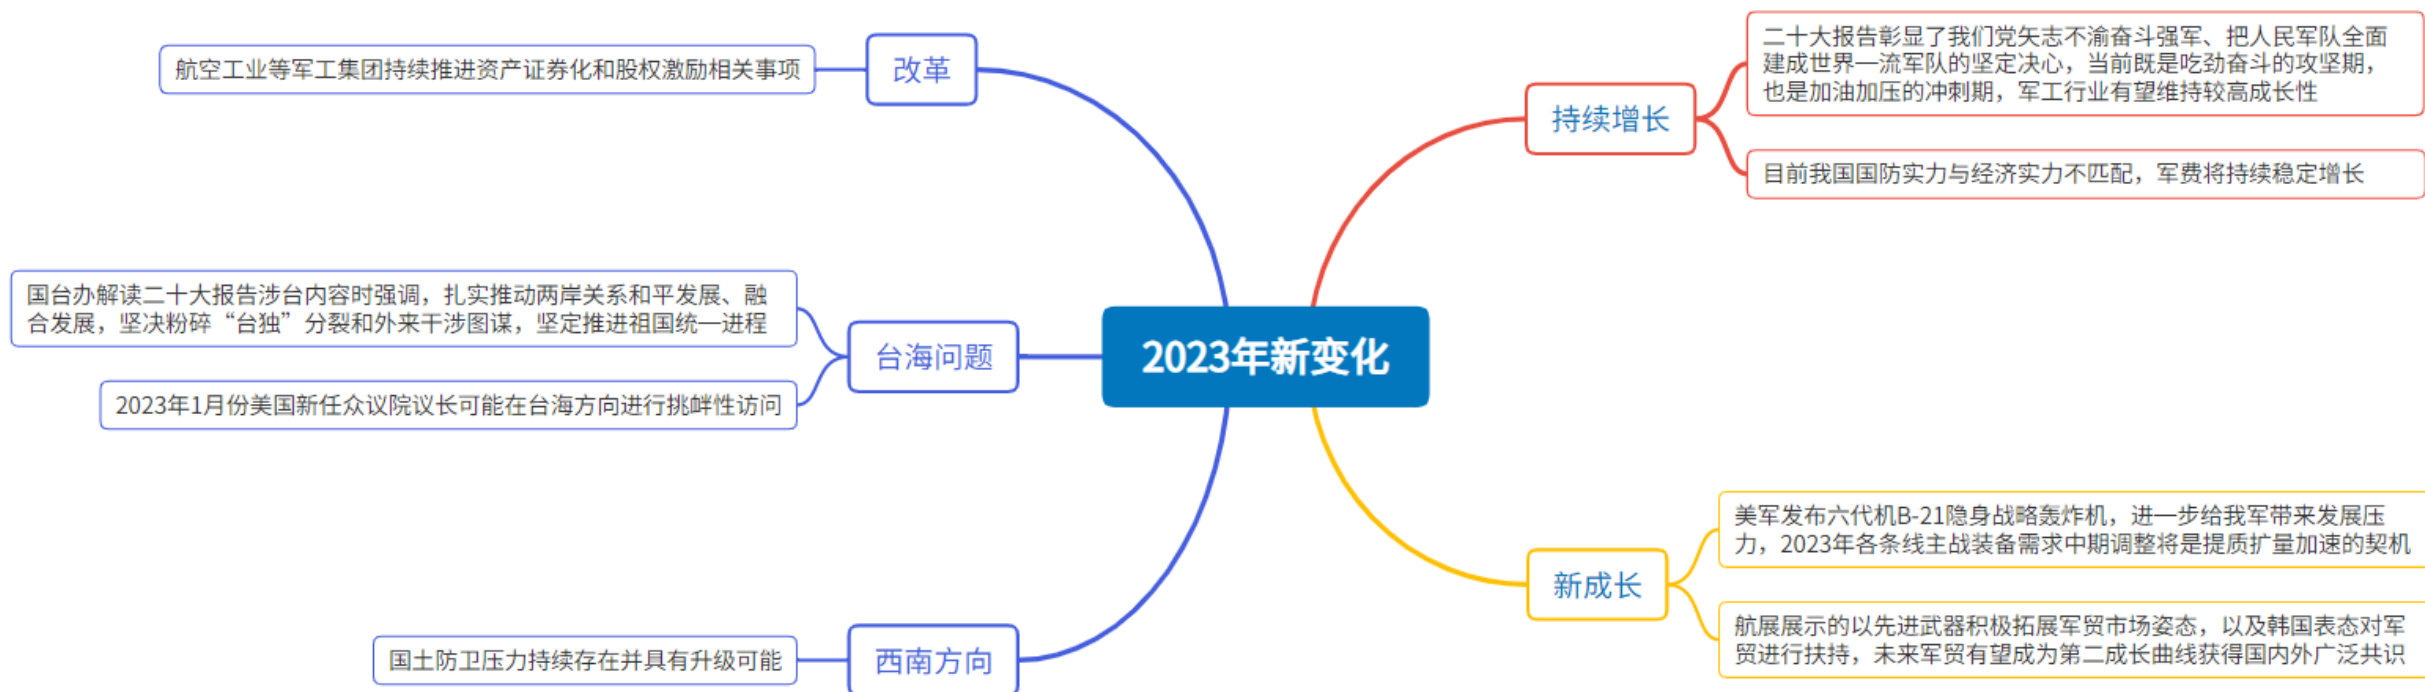 2023年新变化
改革
航空工业等军工集团持续推进资产证券化和股权激励相关事项
台海问题
国台办解读二十大报告涉台内容时强调，扎实推动两岸关系和平发展、融
合发展，坚决粉碎“台独”分裂和外来干涉图谋，坚定推进祖国统一进程
2023年1月份美国新任众议院议长可能在台海方向进行挑衅性访问
西南方向
国土防卫压力持续存在并具有升级可能
持续增长
二十大报告彰显了我们党矢志不渝奋斗强军、把人民军队全面
建成世界一流军队的坚定决心，当前既是吃劲奋斗的攻坚期，
也是加油加压的冲刺期，军工行业有望维持较高成长性
目前我国国防实力与经济实力不匹配，军费将持续稳定增长
新成长
美军发布六代机B-21隐身战略轰炸机，进一步给我军带来发展压
力，2023年各条线主战装备需求中期调整将是提质扩量加速的契机
航展展示的以先进武器积极拓展军贸市场姿态，以及韩国表态对军
贸进行扶持，未来军贸有望成为第二成长曲线获得国内外广泛共识